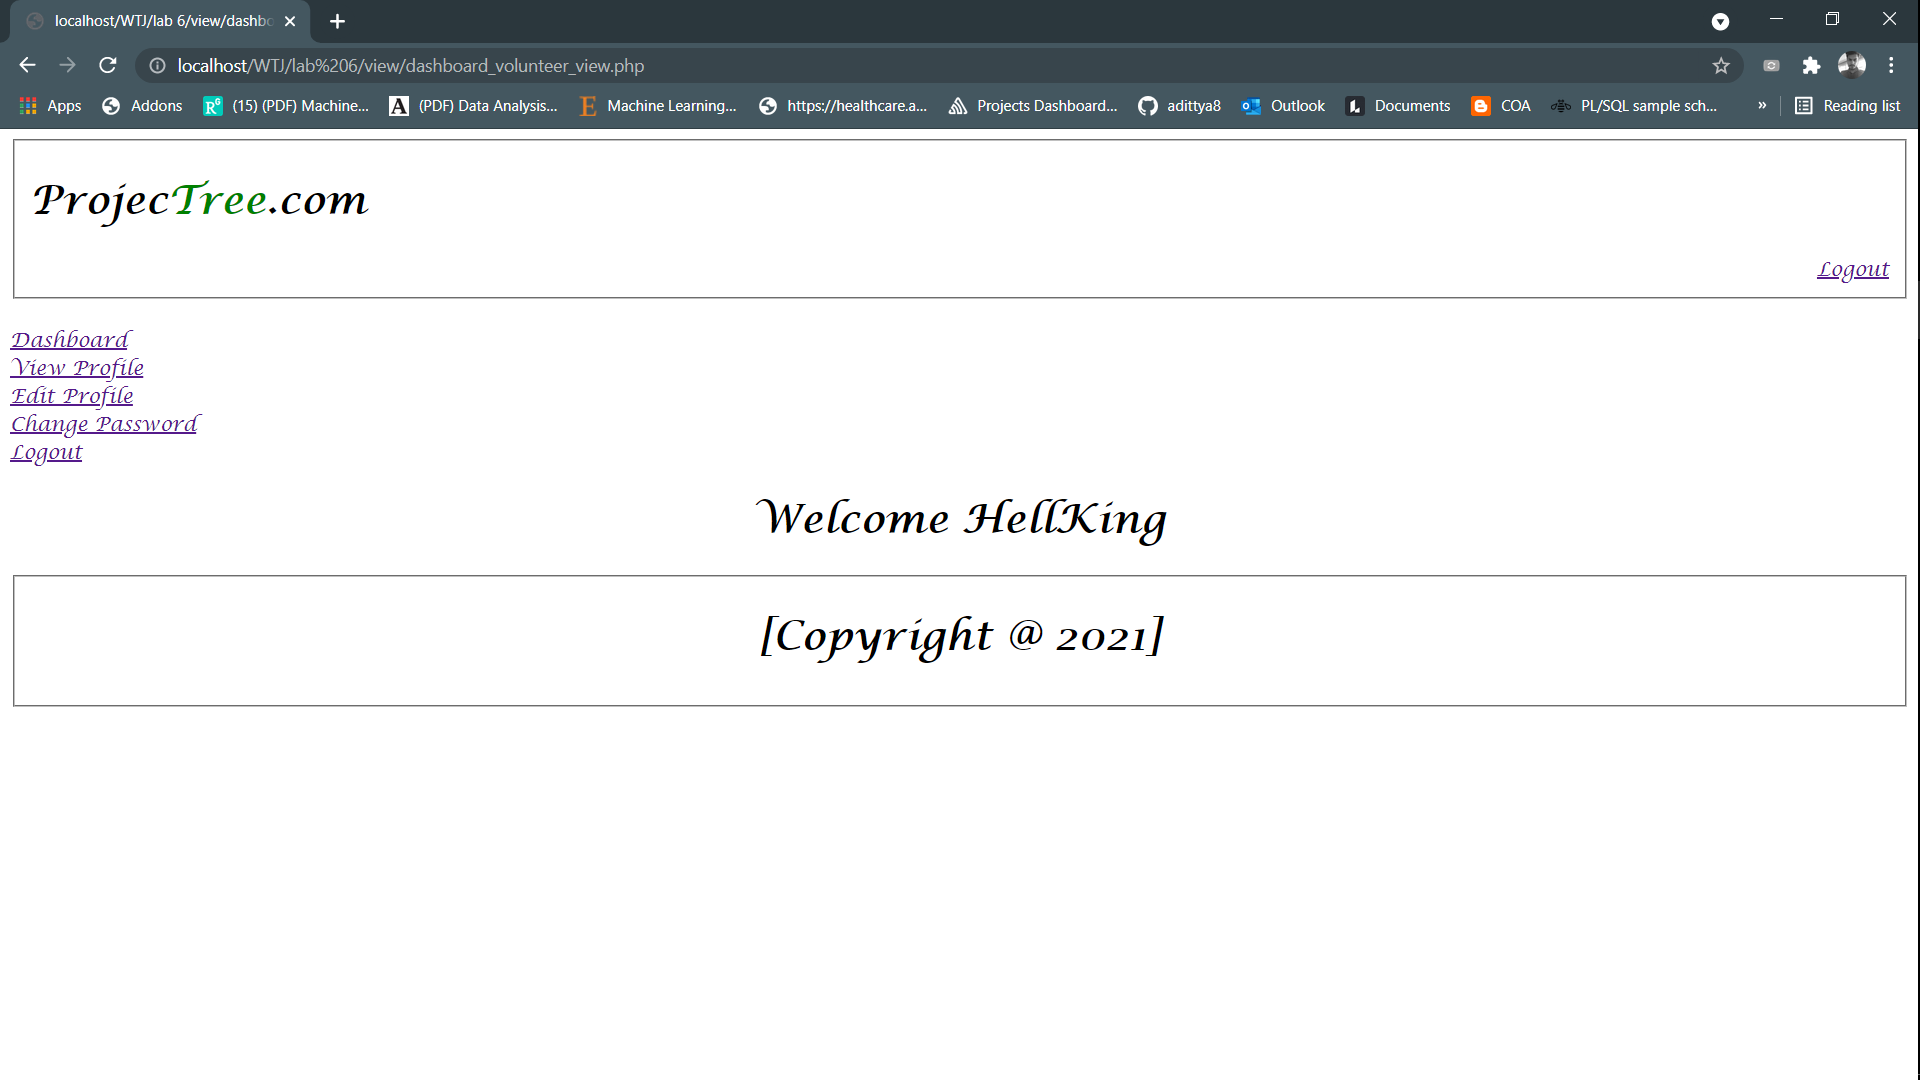 localhost/WTJ/lab 6/view/dashbo
localhost/WTJ/lab%206/view/dashboard_volunteer_view.php
Apps Addons (15) (PDF) Machine... (PDF) Data Analysis... Machine Learning... https://healthcare.a... Projects Dashboard... adittya8 Outlook Documents COA PL/SQL sample sch... » Reading list
ProjecTree.com
Logout
Dashboard
View Profile
Edit Profile
Change Password
Logout
Welcome HellKing
[Copyright @ 2021]